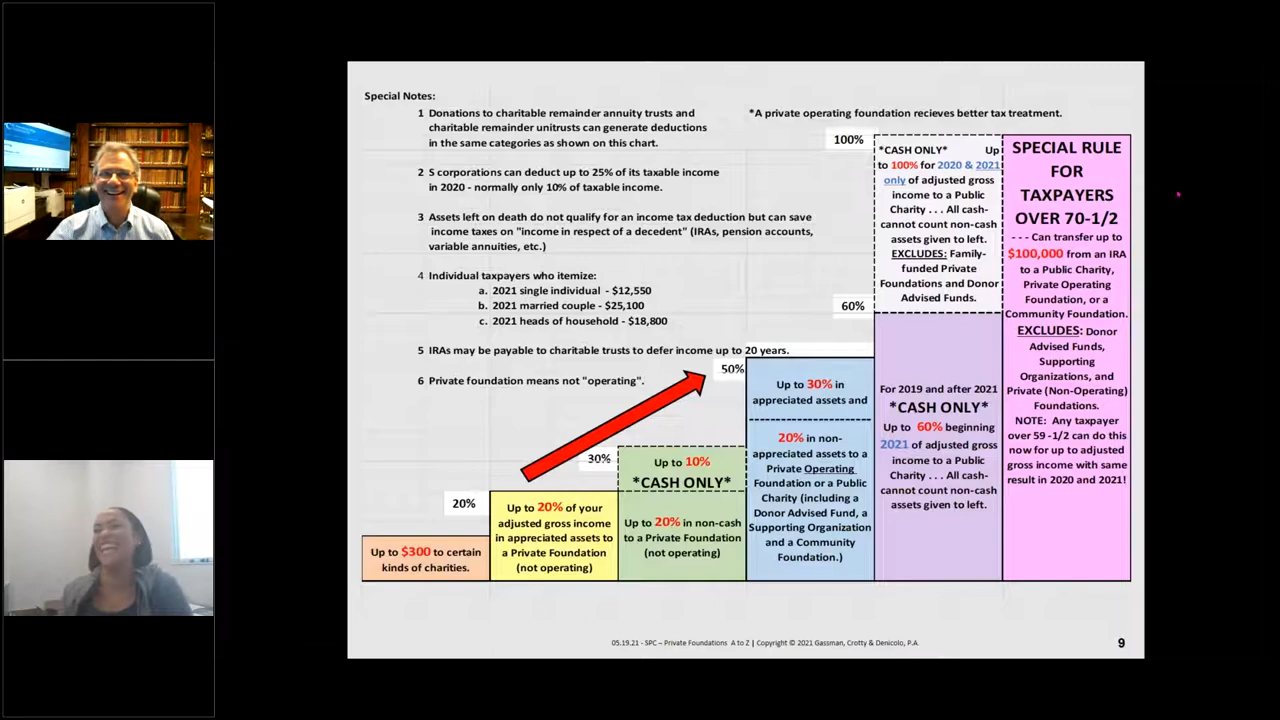 Special Notes:
1 Donations to charitable remainder annuity trusts and
charitable remainder unitrusts can generate deductions
in the same categories as shown on this chart.
2 S corporations can deduct up to 25% of its taxable income
in 2020 - normally only 10% of taxable income.
3 Assets left on death do not qualify for an income tax deduction but can save
income taxes on "income in respect of a decedent" (IRAs, pension accounts,
variable annuities, etc.)
4 Individual taxpayers who itemize:
a. 2021 single individual - $12,550
b. 2021 married couple - $25,100
c. 2021 heads of household - $18,800
5 IRAs may be payable to charitable trusts to defer income up to 20 years.
6 Private foundation means not "operating".
*A private operating foundation recieves better tax treatment.
Up to $300 to certain
kinds of charities.
20%
Up to 20% of your
adjusted gross income
in appreciated assets to
a Private Foundation
(not operating)
30%
Up to 10%
*CASH ONLY*
Up to 20% in non-cash
to a Private Foundation
(not operating)
50%
Up to 30% in
appreciated assets and
20% in non-
appreciated assets to a
Private Operating
Foundation or a Public
Charity (including a
Donor Advised Fund, a
Supporting Organization
and a Community
Foundation.)
100%
*CASH ONLY* Up
to 100% for 2020 & 2021
only of adjusted gross
income to a Public
Charity . . . All cash-
cannot count non-cash
assets given to left.
EXCLUDES: Family-
funded Private
Foundations and Donor
Advised Funds.
60%
For 2019 and after 2021
*CASH ONLY*
Up to 60% beginning
2021 of adjusted gross
income to a Public
Charity . . . All cash-
cannot count non-cash
assets given to left.
SPECIAL RULE
FOR
TAXPAYERS
OVER 70-1/2
- - - Can transfer up to
$100,000 from an IRA
to a Public Charity,
Private Operating
Foundation, or a
Community Foundation.
EXCLUDES: Donor
Advised Funds,
Supporting
Organizations, and
Private (Non-Operating)
Foundations.
NOTE: Any taxpayer
over 59 -1/2 can do this
now for up to adjusted
gross income with same
result in 2020 and 2021!
05.19.21 - SPC – Private Foundations A to Z | Copyright © 2021 Gassman, Crotty & Denicolo, P.A.
9